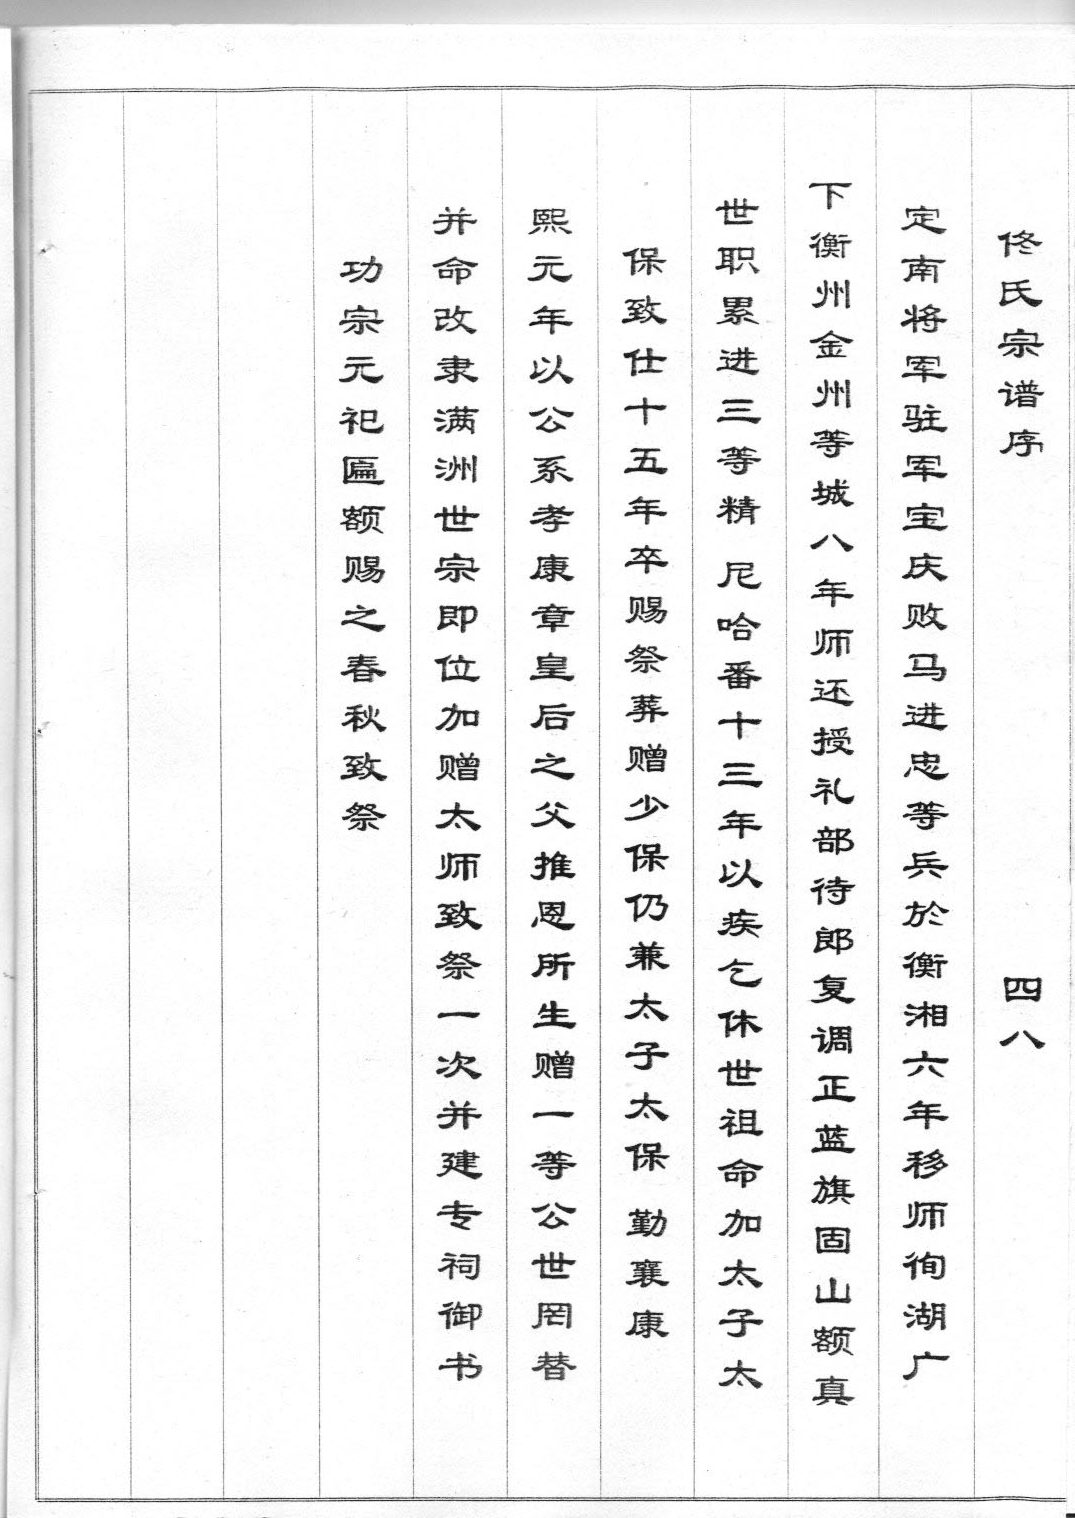 佟氏宗谱序 四八
定南将军驻军宝庆败马进忠等兵於衡湘六年移师徇湖广
下衡州金州等城八年师还授礼部待郎复调正蓝旗固山额真
世职累进三等精 尼哈番十三年以疾乞休世祖命加太子太
保致仕十五年卒赐祭葬赠少保仍兼太子太保 勤襄康
熙元年以公系孝康章皇后之父推恩所生赠一等公世罔替
并命改隶满洲世宗即位加赠太师致祭一次并建专祠御书
功宗元祀匾额赐之春秋致祭